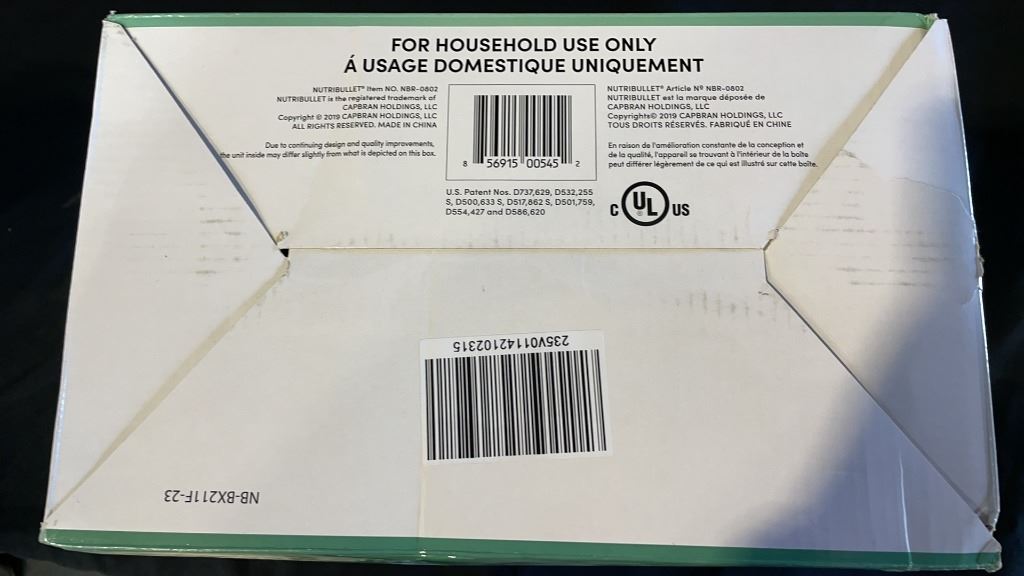 FOR HOUSEHOLD USE ONLY
Á USAGE DOMESTIQUE UNIQUEMENT
NUTRIBULLET® Item NO. NBR-0802
NUTRIBULLET is the registered trademark of
CAPBRAN HOLDINGS, LLC
Copyright © 2019 CAPBRAN HOLDINGS, LLC
ALL RIGHTS RESERVED. MADE IN CHINA
Due to continuing design and quality improvements,
the unit inside may differ slightly from what is depicted on this box.
8 56915 00545 2
U.S. Patent Nos. D737,629, D532,255
S, D500,633 S, D517,862 S, D501,759,
D554,427 and D586,620
NUTRIBULLET® Article Nº NBR-0802
NUTRIBULLET est la marque déposée de
CAPBRAN HOLDINGS, LLC
Copyrights© 2019 CAPBRAN HOLDINGS, LLC
TOUS DROITS RÉSERVÉS. FABRIQUÉ EN CHINE
En raison de l'amélioration constante de la conception et
de la qualité, l'appareil se trouvant à l'intérieur de la boîte
peut différer légèrement de ce qui est illustré sur cette boîte.
C UL US
235V01142102315
NB-BX211F-23